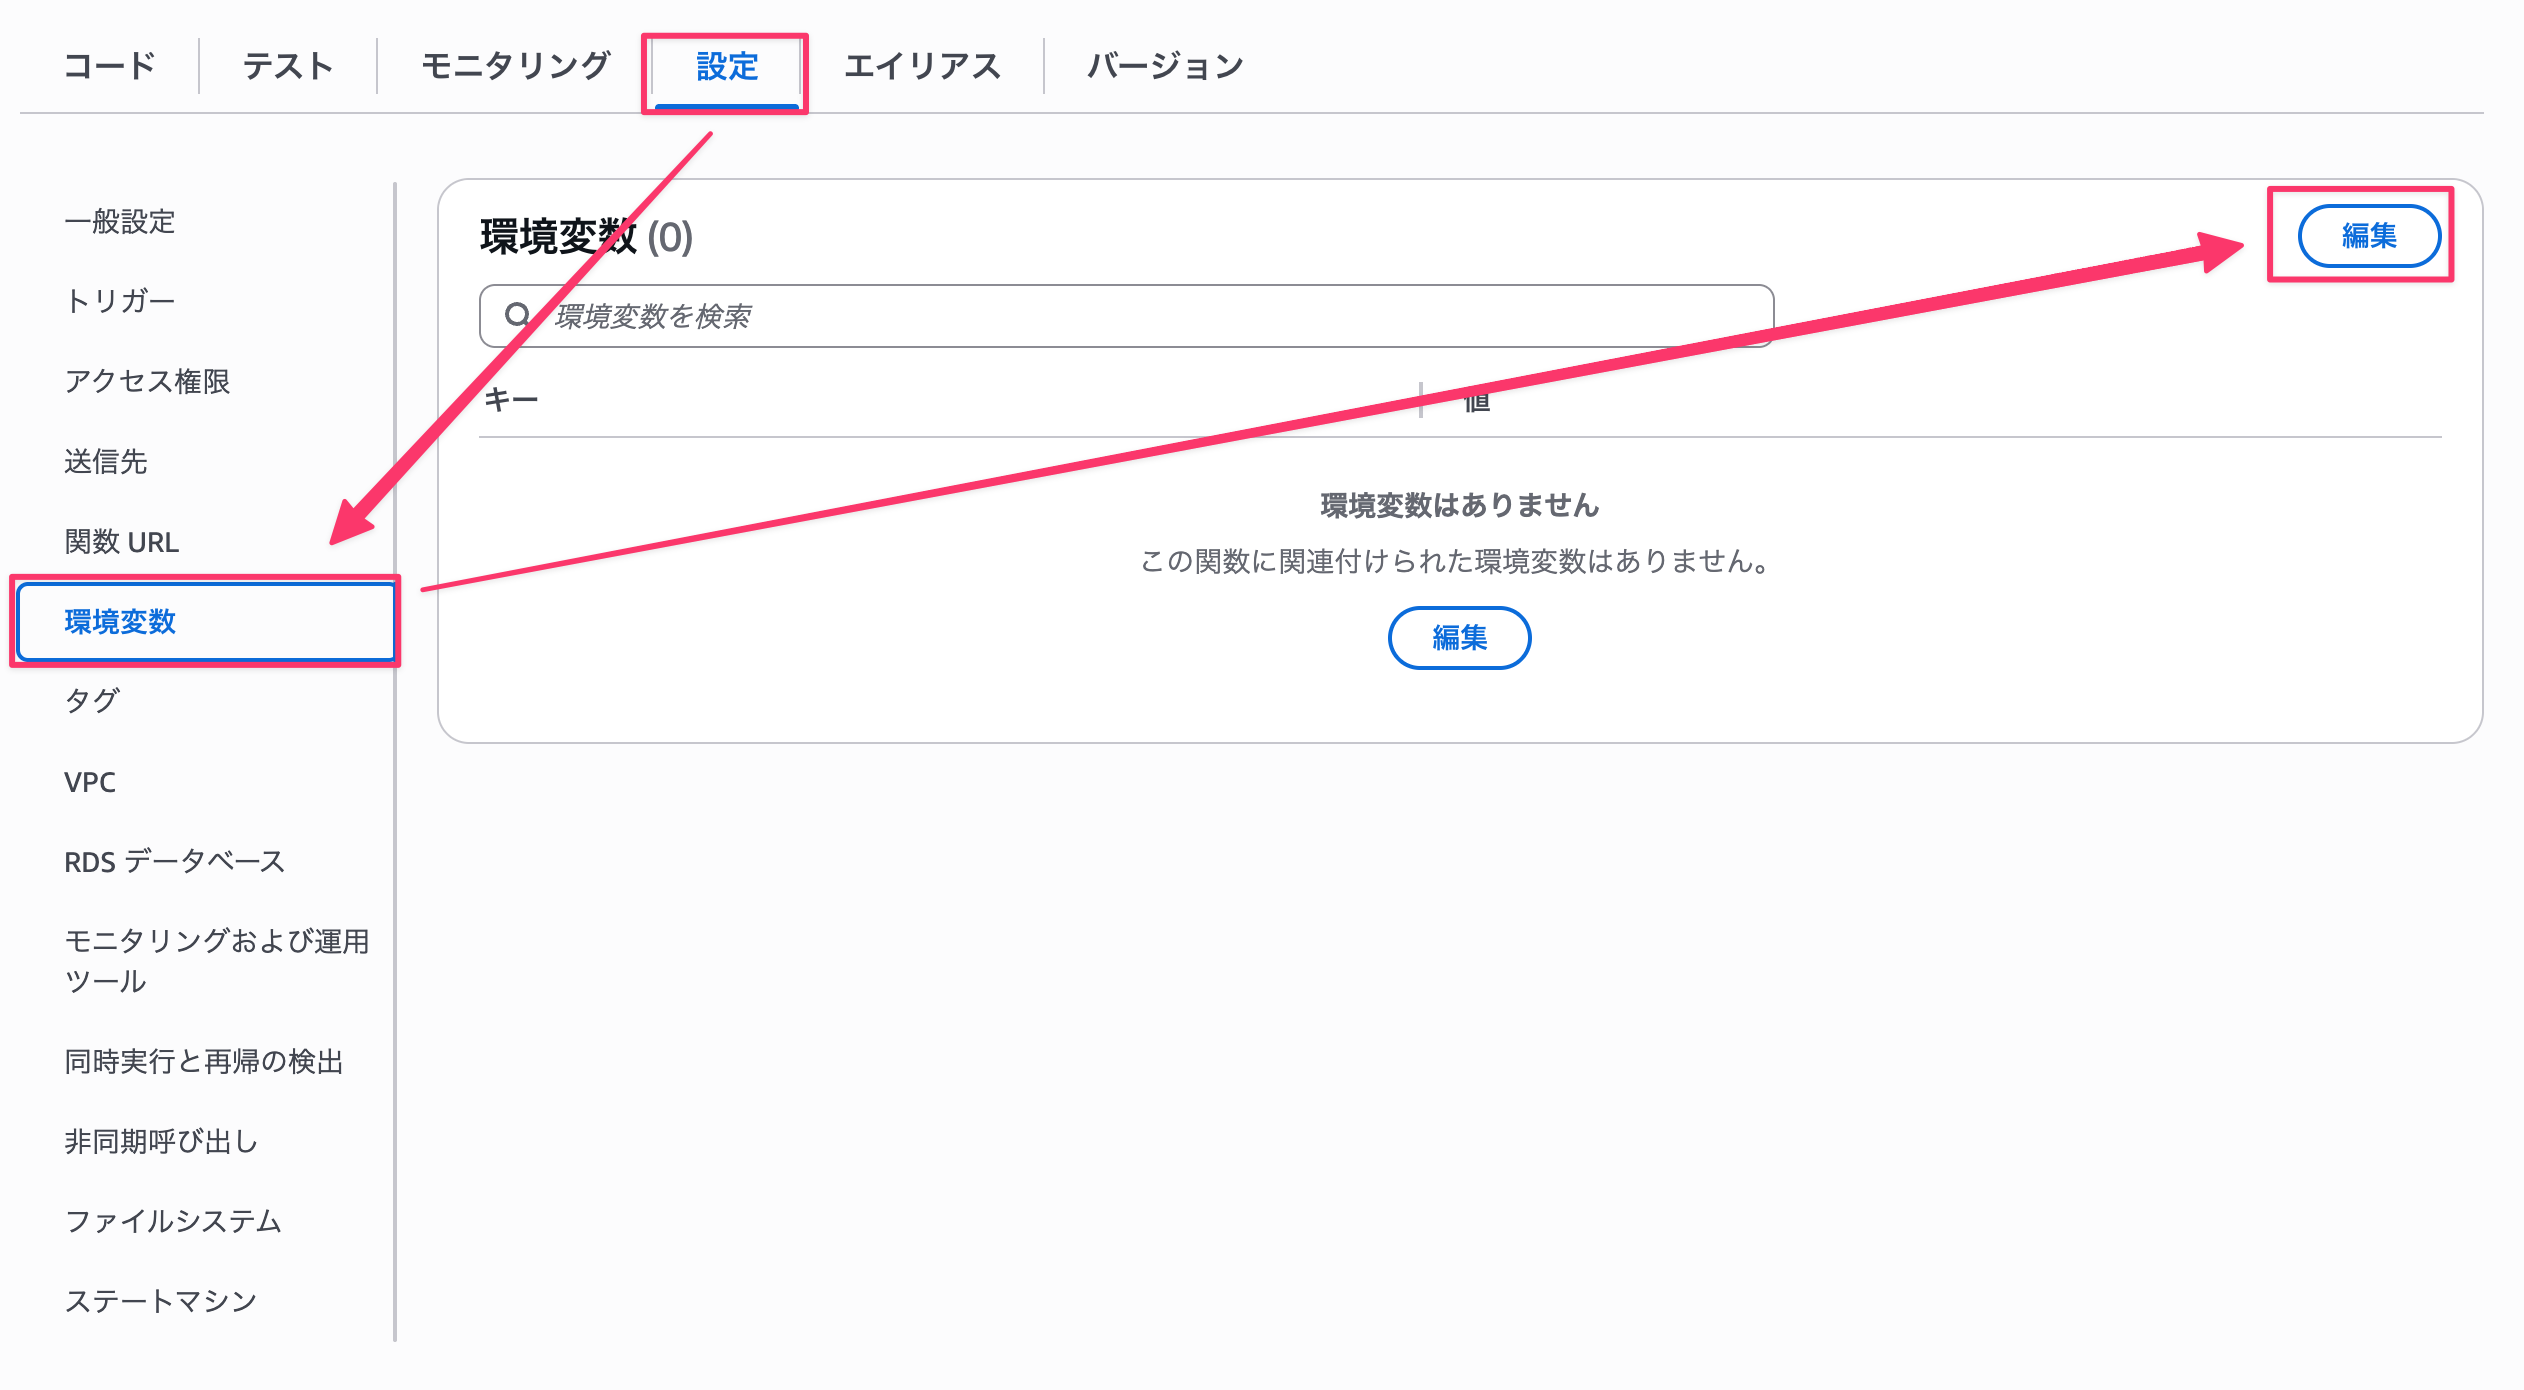 コード テスト モニタリング 設定 エイリアス バージョン
一般設定
トリガー
アクセス権限
送信先
関数 URL
環境変数
タグ
VPC
RDS データベース
モニタリングおよび運用
ツール
同時実行と再帰の検出
非同期呼び出し
ファイルシステム
ステートマシン
環境変数 (0)
編集
環境変数を検索
キー 値
環境変数はありません
この関数に関連付けられた環境変数はありません。
編集